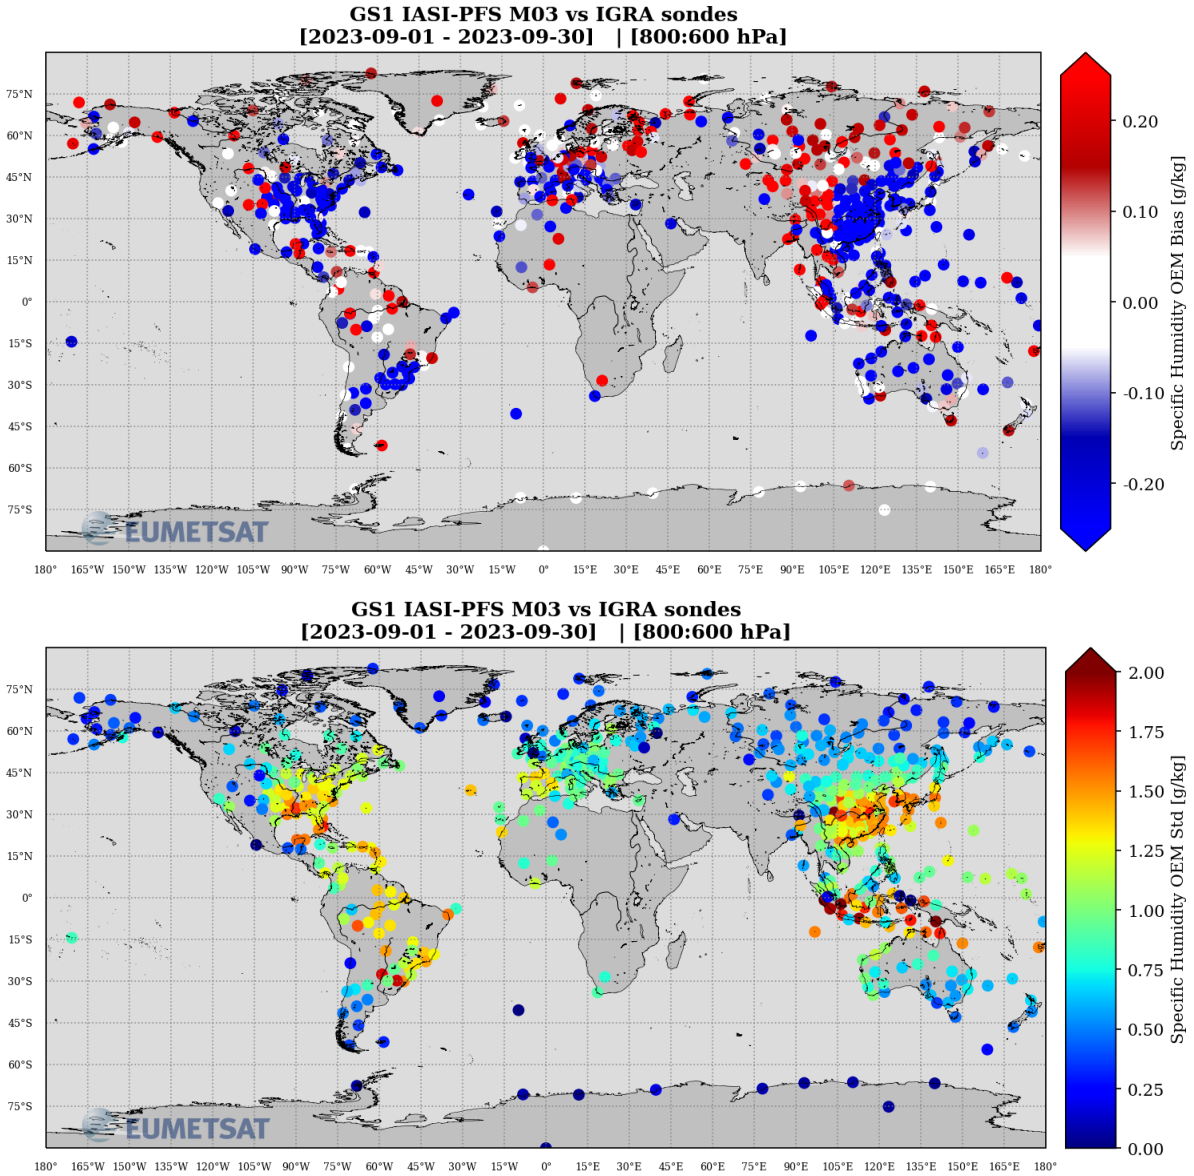 GS1 IASI-PFS M03 vs IGRA sondes
[2023-09-01 - 2023-09-30] | [800:600 hPa]
75°N
60°N
45°N
30°N
15°N
0°
15°S
30°S
45°S
60°S
75°S
EUMETSAT
180° 165°W 150°W 135°W 120°W 105°W 90°W 75°W 60°W 45°W 30°W 15°W 0° 15°E 30°E 45°E 60°E 75°E 90°E 105°E 120°E 135°E 150°E 165°E 180°
0.20
0.10
0.00
-0.10
-0.20
Specific Humidity OEM Bias [g/kg]
GS1 IASI-PFS M03 vs IGRA sondes
[2023-09-01 - 2023-09-30] | [800:600 hPa]
75°N
60°N
45°N
30°N
15°N
0°
15°S
30°S
45°S
60°S
75°S
EUMETSAT
180° 165°W 150°W 135°W 120°W 105°W 90°W 75°W 60°W 45°W 30°W 15°W 0° 15°E 30°E 45°E 60°E 75°E 90°E 105°E 120°E 135°E 150°E 165°E 180°
2.00
1.75
1.50
1.25
1.00
0.75
0.50
0.25
0.00
Specific Humidity OEM Std [g/kg]